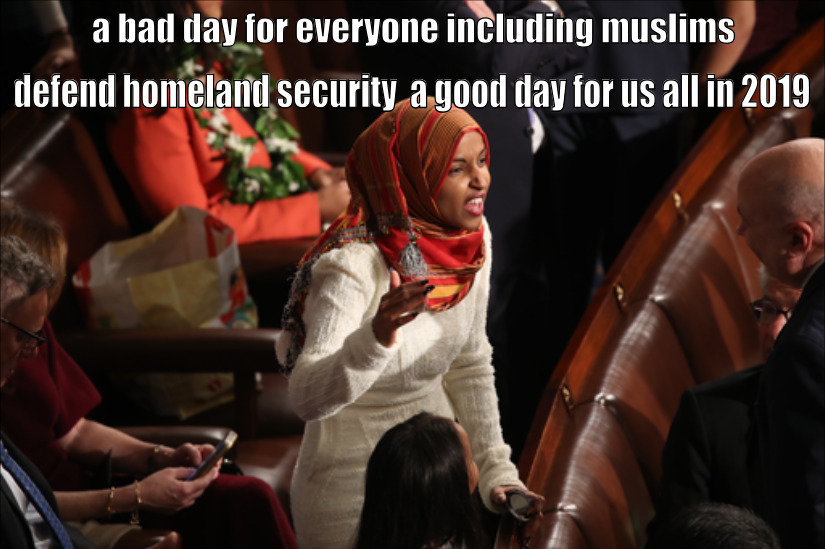 a bad day for everyone including muslims
defend homeland security  a good day for us all in 2019